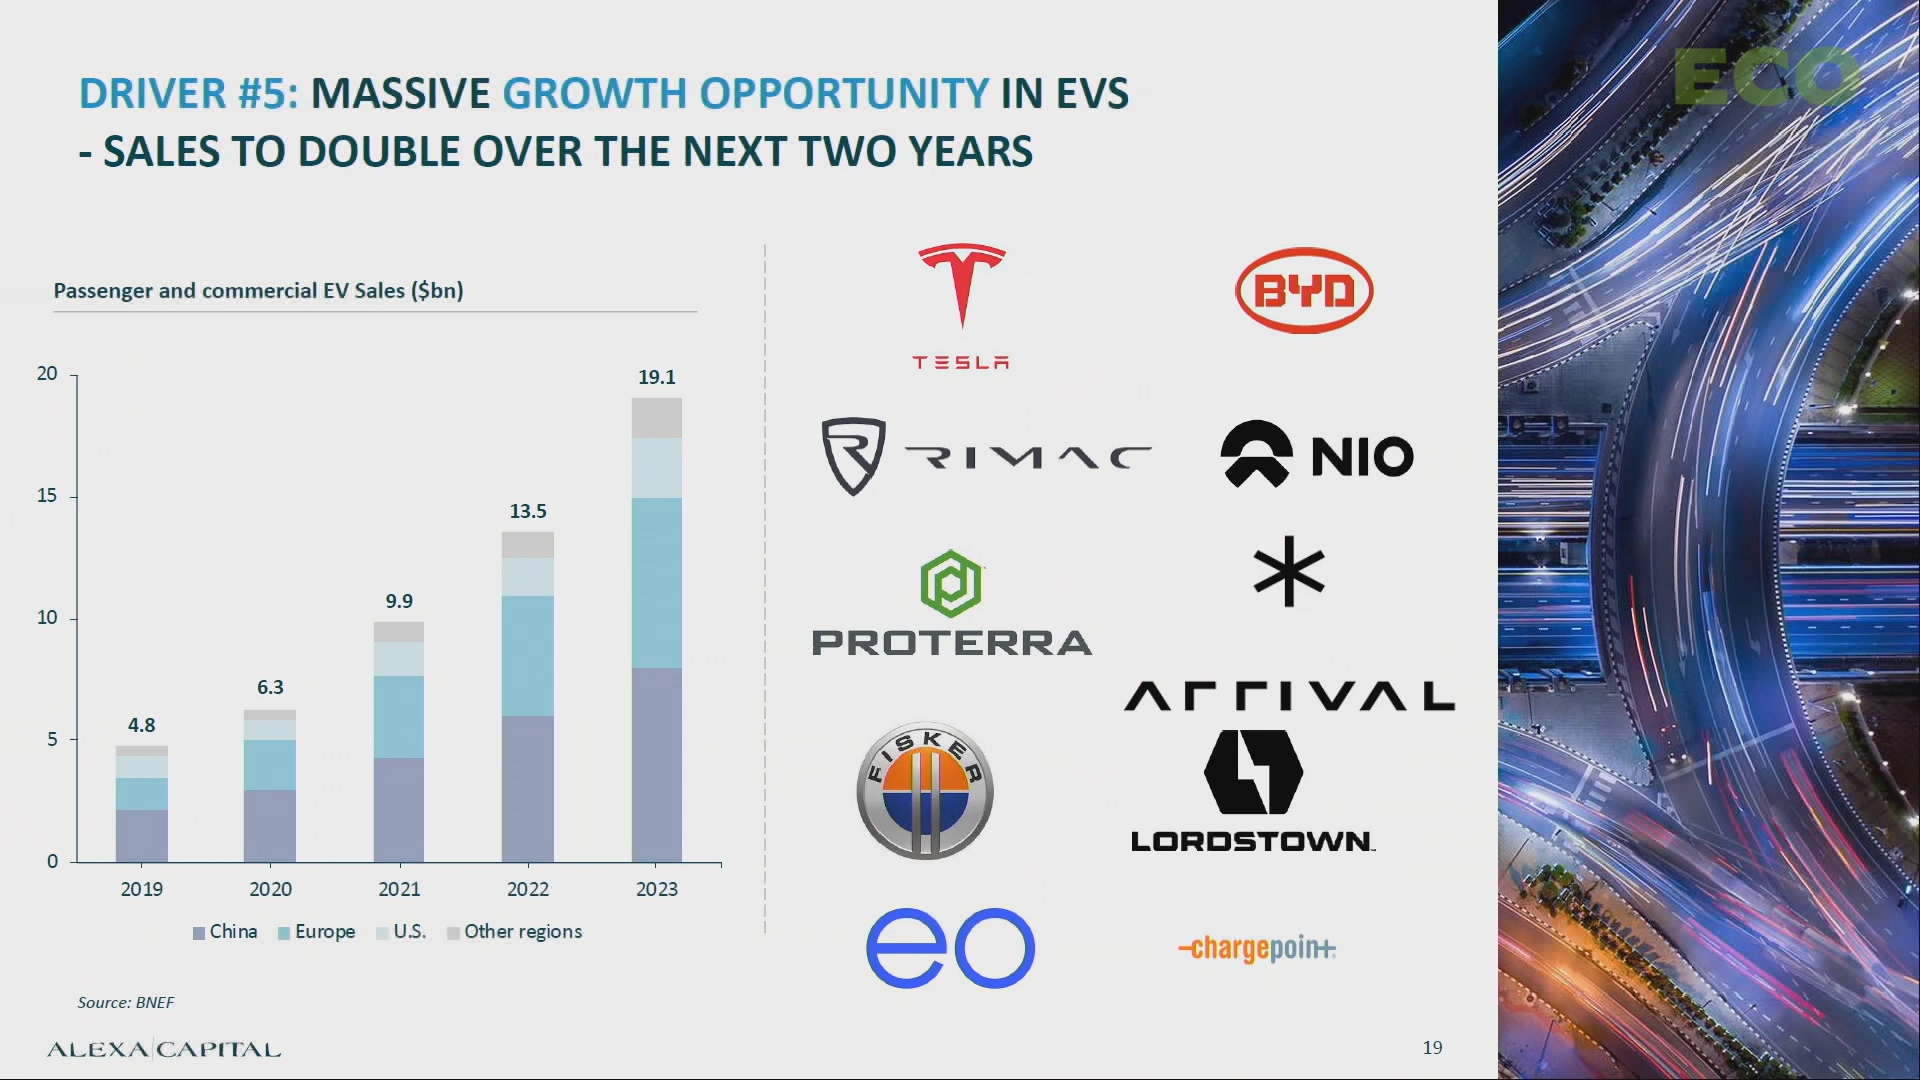 DRIVER #5: MASSIVE GROWTH OPPORTUNITY IN EVS
- SALES TO DOUBLE OVER THE NEXT TWO YEARS
ECO
Passenger and commercial EV Sales ($bn)
20
15
10
5
0
4.8
6.3
9.9
13.5
19.1
2019
2020
2021
2022
2023
China
Europe
U.S.
Other regions
Source: BNEF
ALEXA CAPITAL
TESLA
BYD
RIMAC
NIO
PROTERRA
ARRIVAL
FISKER
LORDSTOWN
eo
chargepoin+
19